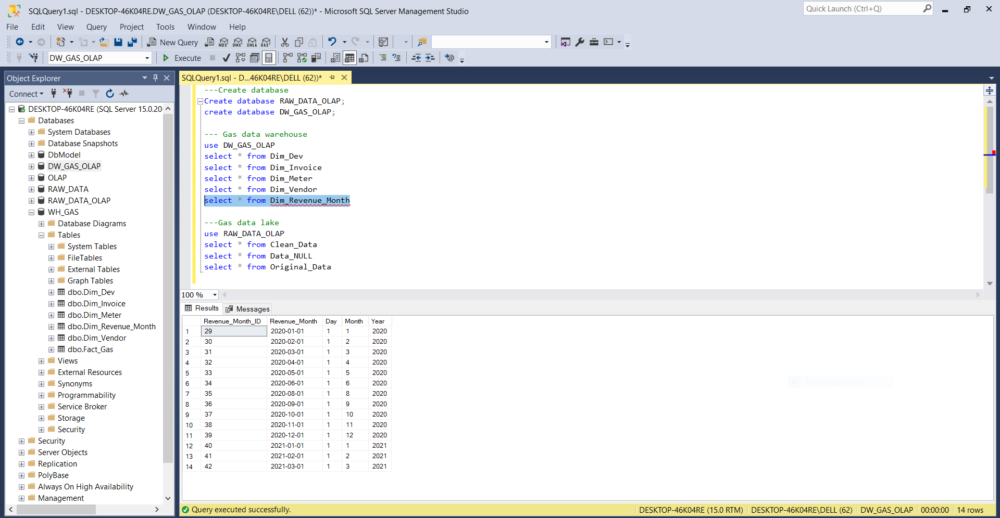 SQLQuery1.sql - DESKTOP-46K04RE.DW_GAS_OLAP (DESKTOP-46K04RE\DELL (62))* - Microsoft SQL Server Management Studio
Quick Launch (Ctrl+Q)
File Edit View Query Project Tools Window Help
New Query MDX DMX XMLA DAX
DW_GAS_OLAP Execute
Object Explorer
Connect
DESKTOP-46K04RE (SQL Server 15.0.20
Databases
System Databases
Database Snapshots
DbModel
DW_GAS_OLAP
OLAP
RAW_DATA
RAW_DATA_OLAP
WH_GAS
Database Diagrams
Tables
System Tables
FileTables
External Tables
Graph Tables
dbo.Dim_Dev
dbo.Dim_Invoice
dbo.Dim_Meter
dbo.Dim_Revenue_Month
dbo.Dim_Vendor
dbo.Fact_Gas
Views
External Resources
Synonyms
Programmability
Service Broker
Storage
Security
Security
Server Objects
Replication
PolyBase
Always On High Availability
Management
SQLQuery1.sql - D...46K04RE\DELL (62))*
---Create database
Create database RAW_DATA_OLAP;
create database DW_GAS_OLAP;
--- Gas data warehouse
use DW_GAS_OLAP
select * from Dim_Dev
select * from Dim_Invoice
select * from Dim_Meter
select * from Dim_Vendor
select * from Dim_Revenue_Month
---Gas data lake
use RAW_DATA_OLAP
select * from Clean_Data
select * from Data_NULL
select * from Original_Data
100 %
Results Messages
Revenue_Month_ID Revenue_Month Day Month Year
1 29 2020-01-01 1 1 2020
2 30 2020-02-01 1 2 2020
3 31 2020-03-01 1 3 2020
4 32 2020-04-01 1 4 2020
5 33 2020-05-01 1 5 2020
6 34 2020-06-01 1 6 2020
7 35 2020-08-01 1 8 2020
8 36 2020-09-01 1 9 2020
9 37 2020-10-01 1 10 2020
10 38 2020-11-01 1 11 2020
11 39 2020-12-01 1 12 2020
12 40 2021-01-01 1 1 2021
13 41 2021-02-01 1 2 2021
14 42 2021-03-01 1 3 2021
Rectangular Snip
Query executed successfully.
DESKTOP-46K04RE (15.0 RTM) DESKTOP-46K04RE\DELL (62) DW_GAS_OLAP 00:00:00 14 rows